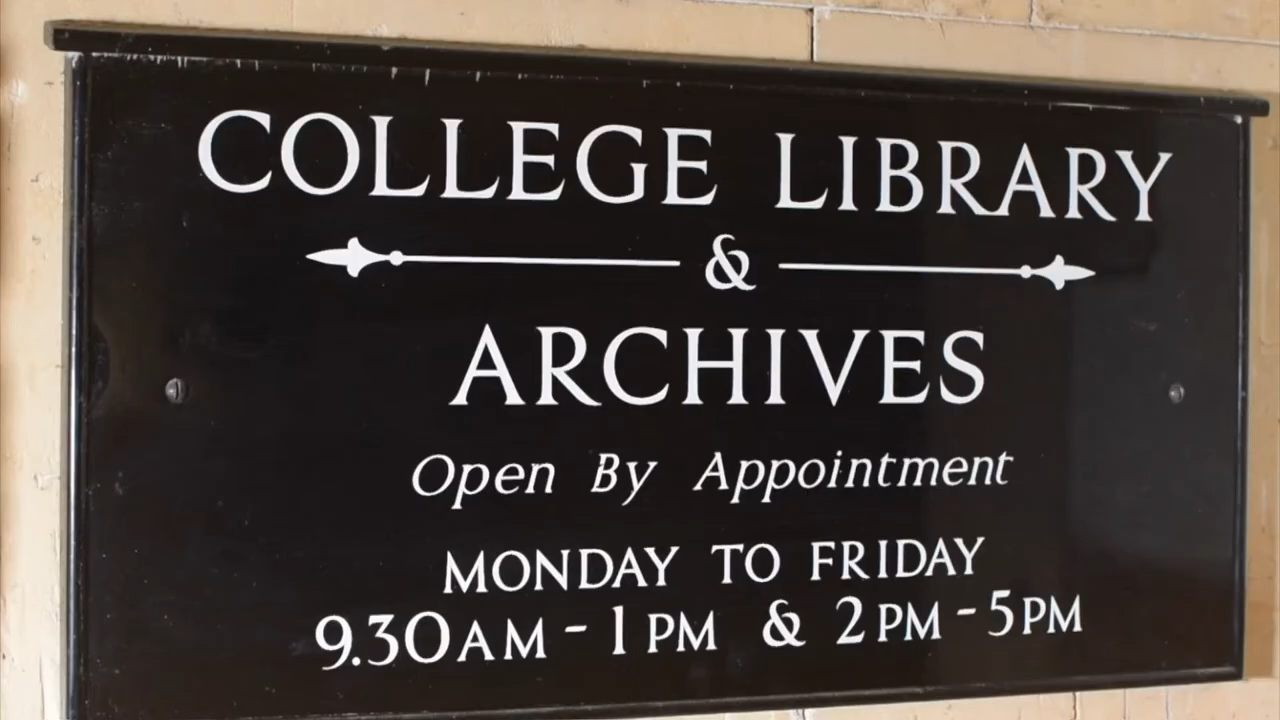 COLLEGE LIBRARY
&
ARCHIVES
Open By Appointment
MONDAY TO FRIDAY
9.30AM - 1PM & 2PM - 5PM